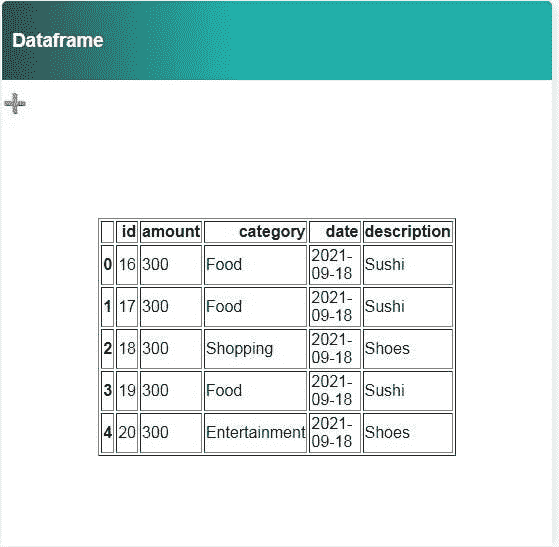 Dataframe
id amount category date description
0 16 300 Food 2021-09-18 Sushi
1 17 300 Food 2021-09-18 Sushi
2 18 300 Shopping 2021-09-18 Shoes
3 19 300 Food 2021-09-18 Sushi
4 20 300 Entertainment 2021-09-18 Shoes